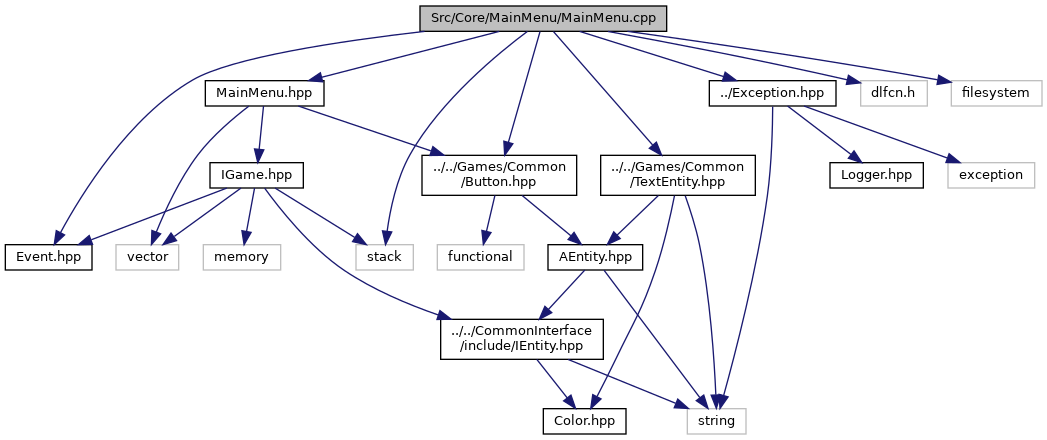 Src/Core/MainMenu/MainMenu.cpp
MainMenu.hpp
../Exception.hpp
dlfcn.h
filesystem
IGame.hpp
../../Games/Common
/Button.hpp
../../Games/Common
/TextEntity.hpp
Logger.hpp
exception
Event.hpp
vector
memory
stack
functional
AEntity.hpp
../../CommonInterface
/include/IEntity.hpp
Color.hpp
string